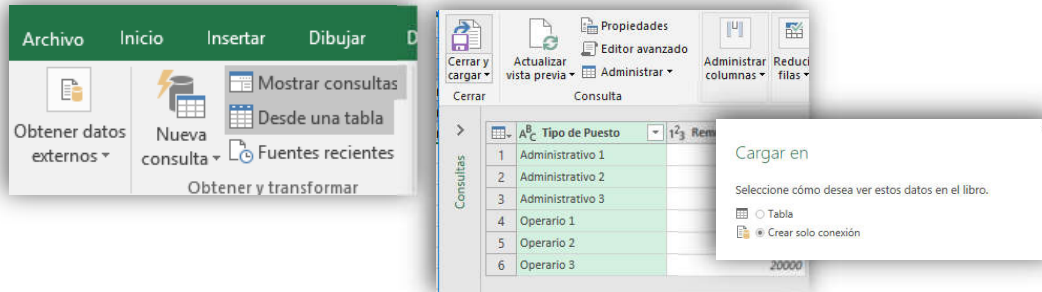 Archivo Inicio Insertar Dibujar
Obtener datos externos
Nueva consulta
Mostrar consultas
Desde una tabla
Fuentes recientes
Obtener y transformar
Cerrar y cargar
Cerrar
Actualizar vista previa
Propiedades
Editor avanzado
Administrar
Consulta
Administrar columnas
filas
Consultas
ABC Tipo de Puesto 123
1 Administrativo 1
2 Administrativo 2
3 Administrativo 3
4 Operario 1
5 Operario 2
6 Operario 3 20000
Cargar en
Seleccione cómo desea ver estos datos en el libro.
Tabla
Crear solo conexión